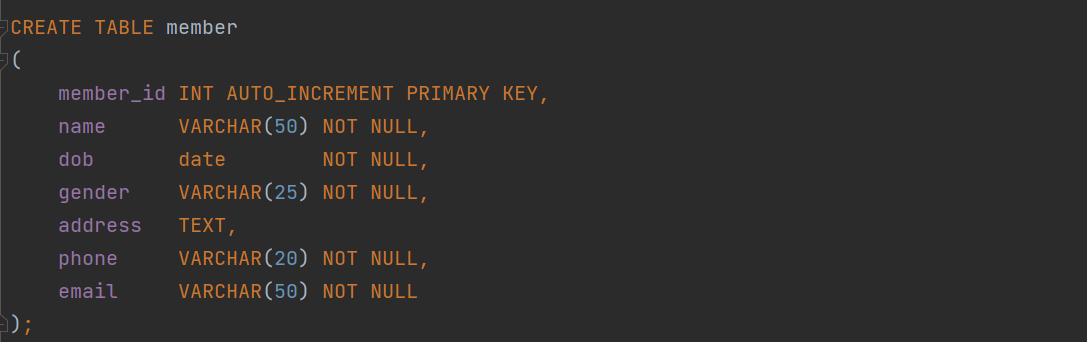 CREATE TABLE member
(
    member_id INT AUTO_INCREMENT PRIMARY KEY,
    name      VARCHAR(50) NOT NULL,
    dob       date        NOT NULL,
    gender    VARCHAR(25) NOT NULL,
    address   TEXT,
    phone     VARCHAR(20) NOT NULL,
    email     VARCHAR(50) NOT NULL
);